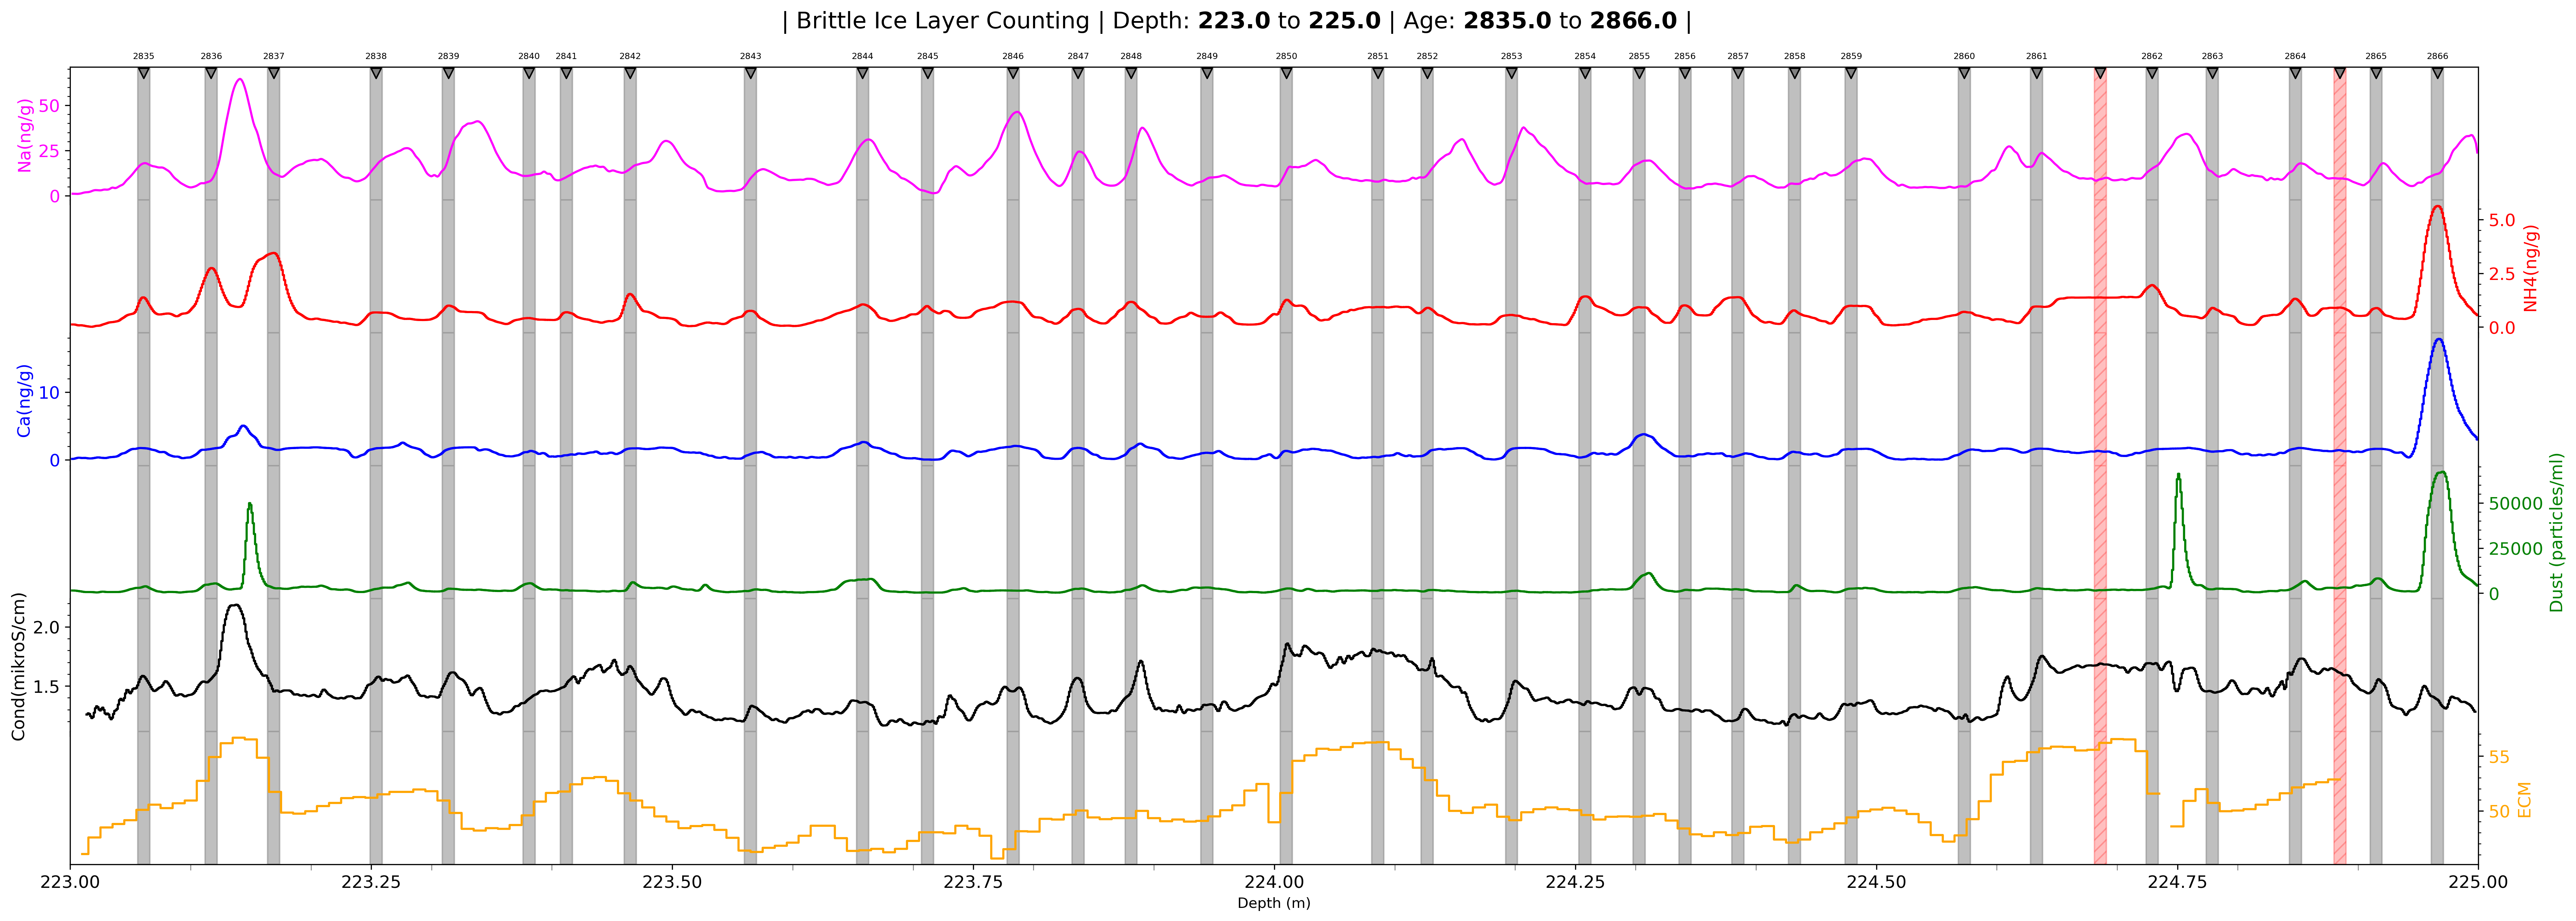 | Brittle Ice Layer Counting | Depth: 223.0 to 225.0 | Age: 2835.0 to 2866.0 |
2835 2836 2837 2838 2839 2840 2841 2842 2843 2844 2845 2846 2847 2848 2849 2850 2851 2852 2853 2854 2855 2856 2857 2858 2859 2860 2861 2862 2863 2864 2865 2866
Na(ng/g)
50
25
0
NH4(ng/g)
5.0
2.5
0.0
Ca(ng/g)
10
0
Dust (particles/ml)
50000
25000
0
Cond(mikroS/cm)
2.0
1.5
ECM
55
50
223.00 223.25 223.50 223.75 224.00 224.25 224.50 224.75 225.00
Depth (m)